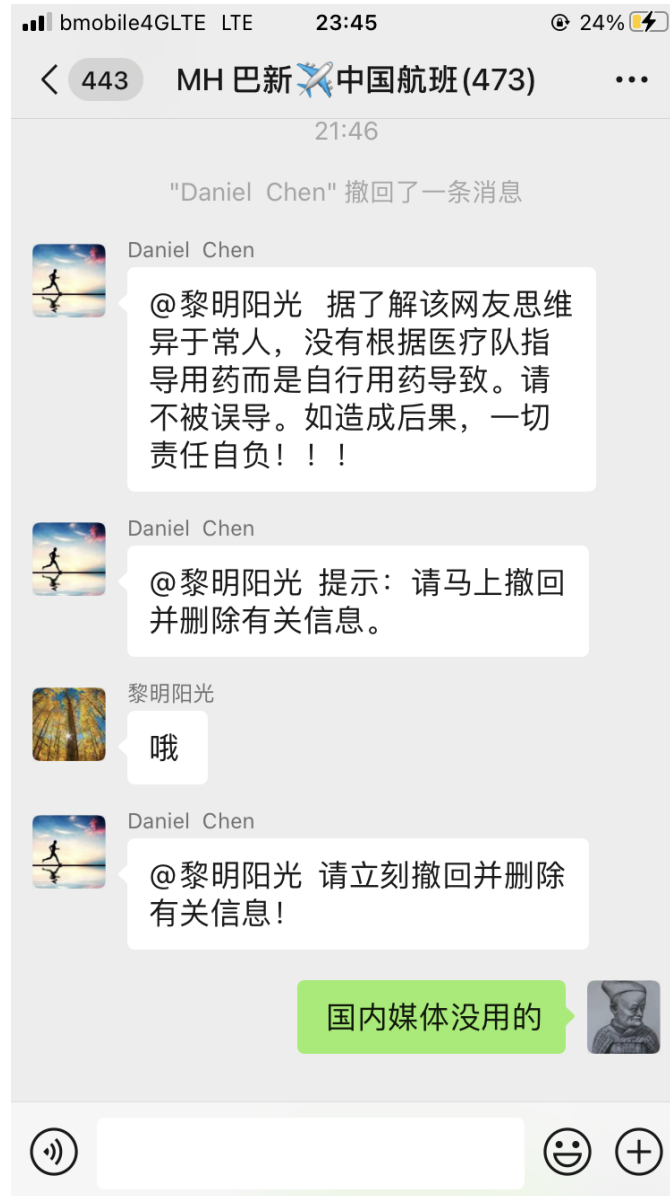 bmobile4GLTE LTE 23:45 24%
443 MH 巴新✈️中国航班(473)
21:46
"Daniel Chen" 撤回了一条消息
Daniel Chen
@黎明阳光 据了解该网友思维
异于常人，没有根据医疗队指
导用药而是自行用药导致。请
不被误导。如造成后果，一切
责任自负！！！
Daniel Chen
@黎明阳光 提示：请马上撤回
并删除有关信息。
黎明阳光
哦
Daniel Chen
@黎明阳光 请立刻撤回并删除
有关信息！
国内媒体没用的